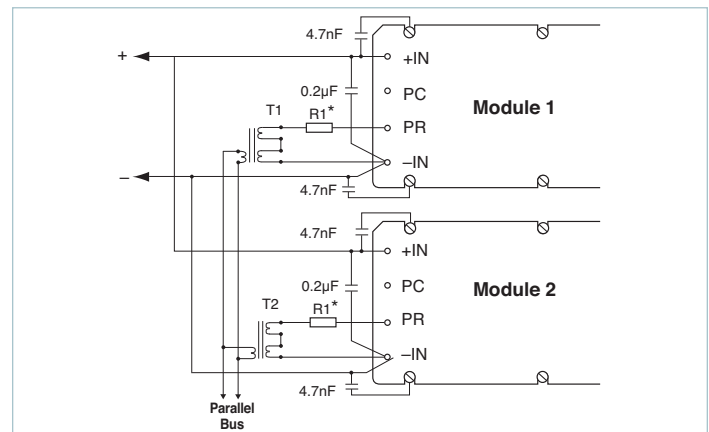 4.7nF
+
+IN
0.2µF
PC
Module 1
T1
R1*
PR
–
–IN
4.7nF
4.7nF
+IN
0.2µF
PC
Module 2
T2
R1*
PR
–IN
4.7nF
Parallel
Bus